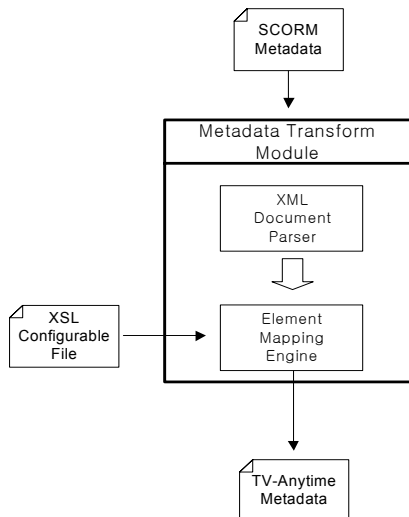 SCORM
Metadata
Metadata Transform
Module
XML
Document
Parser
XSL
Configurable
File
Element
Mapping
Engine
TV-Anytime
Metadata